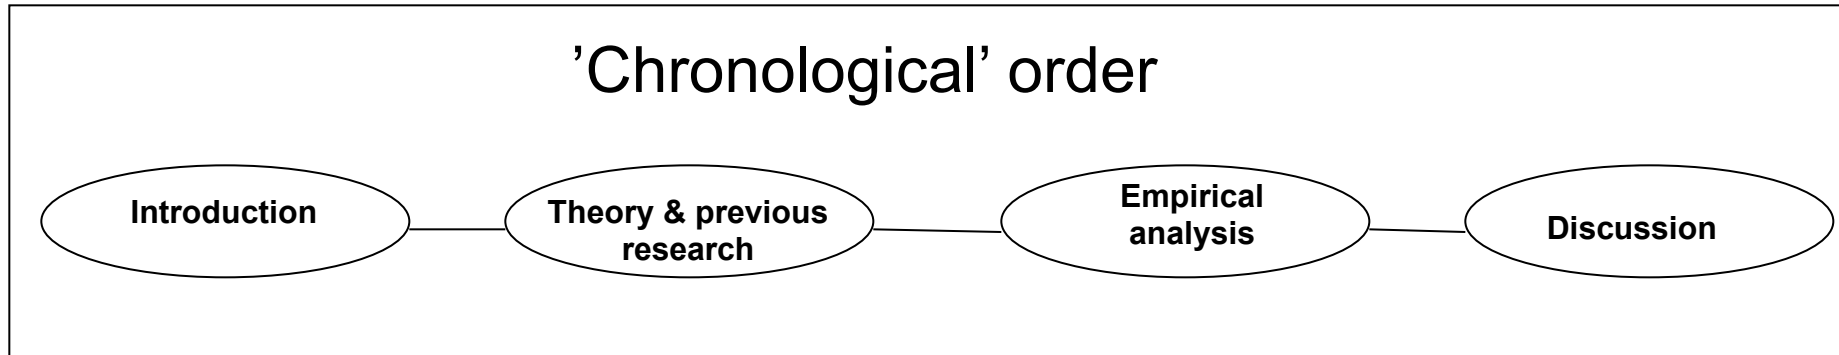 ’Chronological’ order
Introduction
Theory & previous
research
Empirical
analysis
Discussion